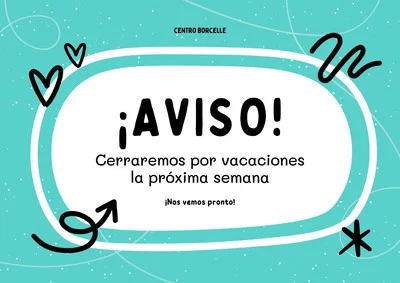 CENTRO BORCELLE
¡AVISO!
Cerraremos por vacaciones
la próxima semana
¡Nos vemos pronto!